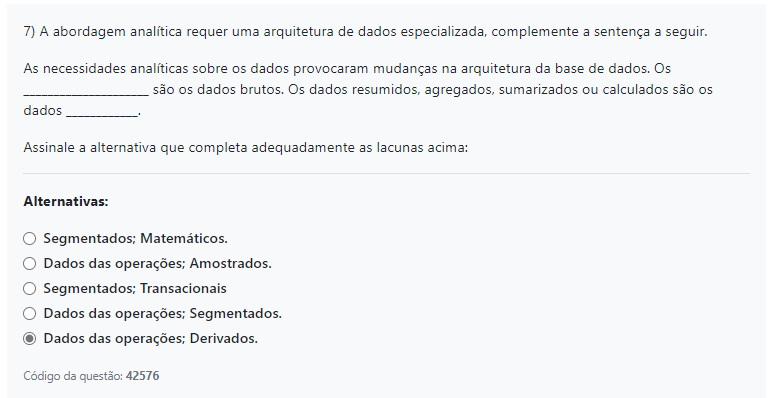 7) A abordagem analítica requer uma arquitetura de dados especializada, complemente a sentença a seguir.
As necessidades analíticas sobre os dados provocaram mudanças na arquitetura da base de dados. Os
_____________________ são os dados brutos. Os dados resumidos, agregados, sumarizados ou calculados são os
dados ____________.
Assinale a alternativa que completa adequadamente as lacunas acima:
Alternativas:
Segmentados; Matemáticos.
Dados das operações; Amostrados.
Segmentados; Transacionais
Dados das operações; Segmentados.
Dados das operações; Derivados.
Código da questão: 42576